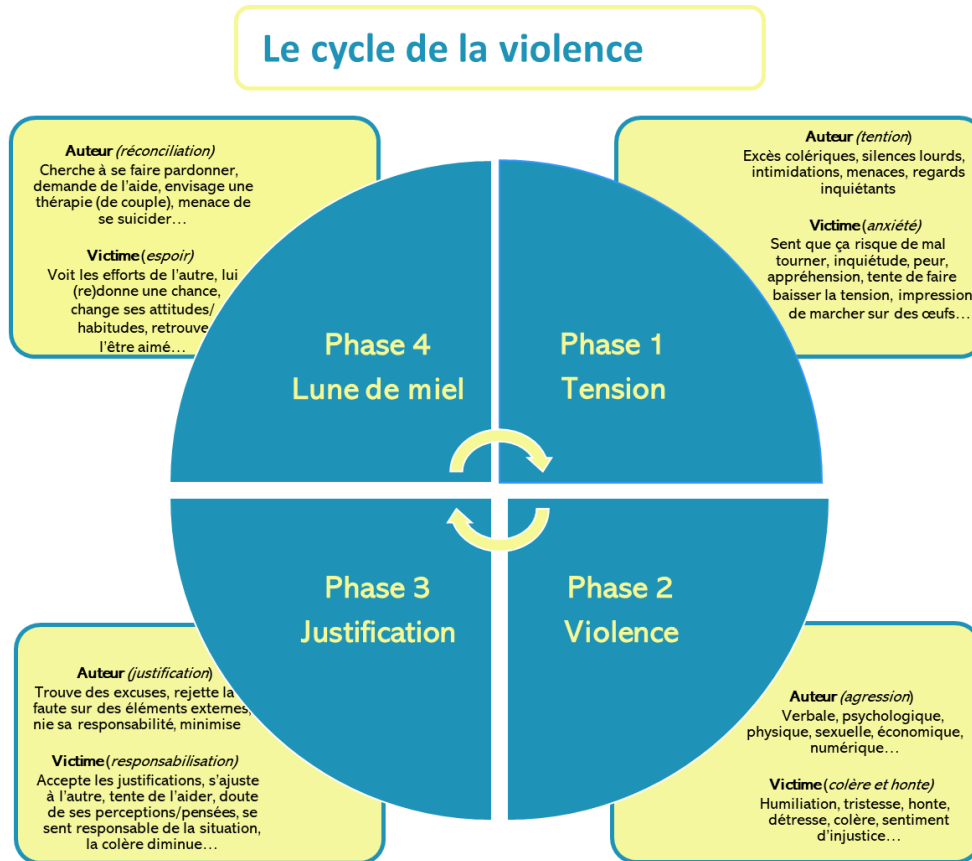 Le cycle de la violence
Auteur (réconciliation)
Cherche à se faire pardonner,
demande de l'aide, envisage une
thérapie (de couple), menace de
se suicider…
Victime (espoir)
Voit les efforts de l'autre, lui
(re)donne une chance,
change ses attitudes/
habitudes, retrouve
l'être aimé…
Auteur (tention)
Excès colériques, silences lourds,
intimidations, menaces, regards
inquiétants
Victime (anxiété)
Sent que ça risque de mal
tourner, inquiétude, peur,
appréhension, tente de faire
baisser la tension, impression
de marcher sur des œufs…
Phase 4
Lune de miel
Phase 1
Tension
Phase 3
Justification
Phase 2
Violence
Auteur (justification)
Trouve des excuses, rejette la
faute sur des éléments externes,
nie sa responsabilité, minimise
Victime (responsabilisation)
Accepte les justifications, s'ajuste
à l'autre, tente de l'aider, doute
de ses perceptions/pensées, se
sent responsable de la situation,
la colère diminue…
Auteur (agression)
Verbale, psychologique,
physique, sexuelle, économique,
numérique…
Victime (colère et honte)
Humiliation, tristesse, honte,
détresse, colère, sentiment
d'injustice…